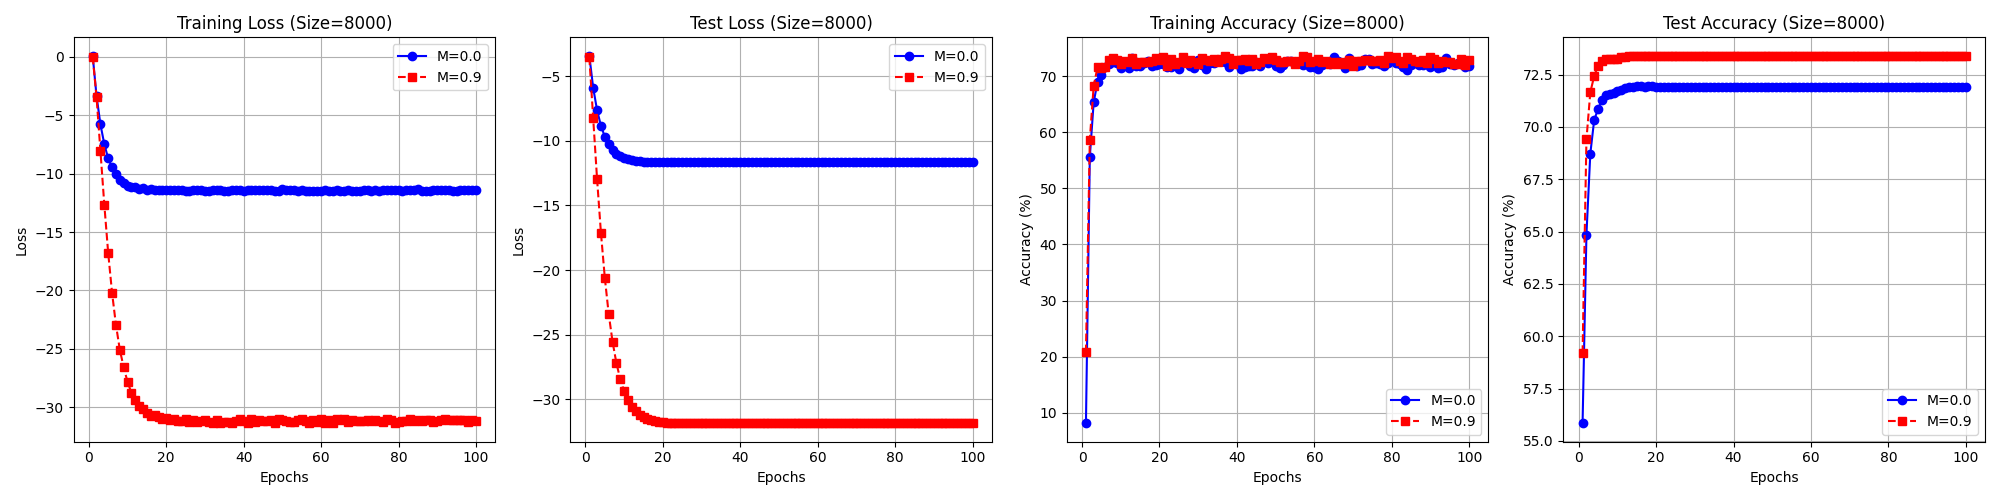 Training Loss (Size=8000)
M=0.0
M=0.9
0
−5
−10
−15
−20
−25
−30
Loss
0 20 40 60 80 100
Epochs
Test Loss (Size=8000)
M=0.0
M=0.9
−5
−10
−15
−20
−25
−30
Loss
0 20 40 60 80 100
Epochs
Training Accuracy (Size=8000)
70
60
50
40
30
20
10
Accuracy (%)
M=0.0
M=0.9
0 20 40 60 80 100
Epochs
Test Accuracy (Size=8000)
72.5
70.0
67.5
65.0
62.5
60.0
57.5
55.0
Accuracy (%)
M=0.0
M=0.9
0 20 40 60 80 100
Epochs